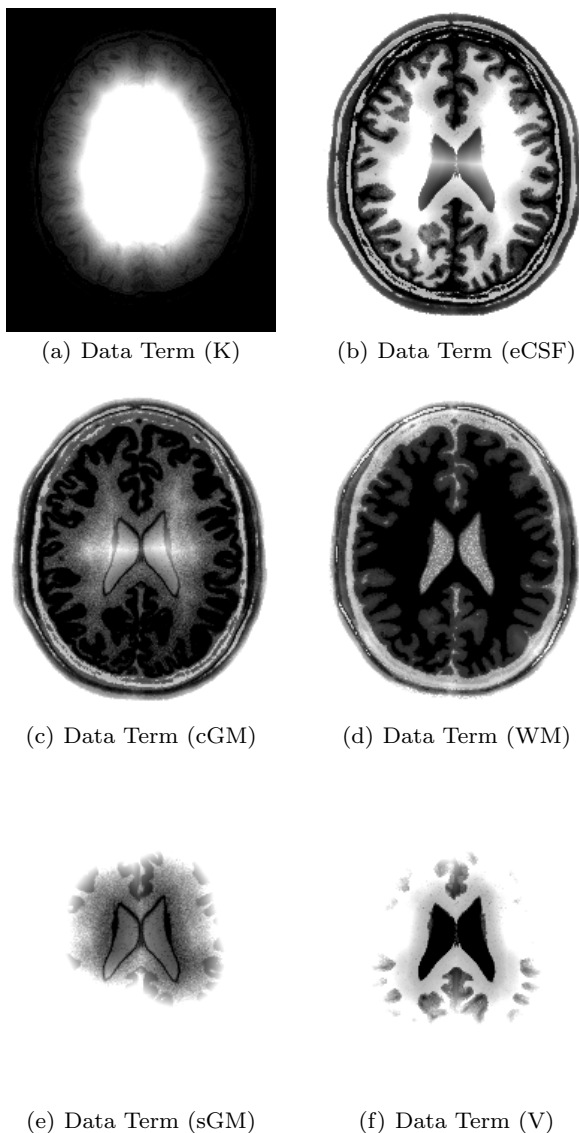 (a) Data Term (K)
(b) Data Term (eCSF)
(c) Data Term (cGM)
(d) Data Term (WM)
(e) Data Term (sGM)
(f) Data Term (V)